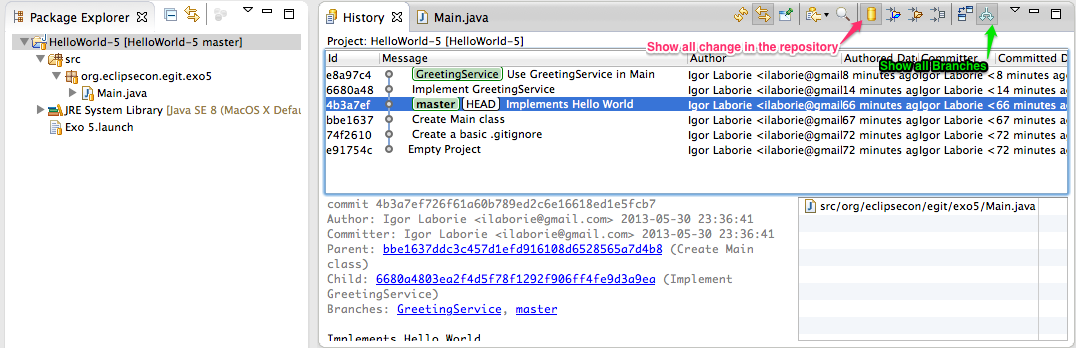 Package Explorer
HelloWorld-5 [HelloWorld-5 master]
src
org.eclipsecon.egit.exo5
Main.java
JRE System Library [Java SE 8 (MacOS X Defau
Exo 5.launch
History
Main.java
Project: HelloWorld-5 [HelloWorld-5]
Show all change in the repository
Show all Branches
Id Message Author Authored Dat Committer Committed D
e8a97c4 GreetingService Use GreetingService in Main Igor Laborie <ilaborie@gmail 8 minutes ago Igor Laborie < 8 minutes ag
6680a48 Implement GreetingService Igor Laborie <ilaborie@gmail 14 minutes ag Igor Laborie < 14 minutes ag
4b3a7ef master HEAD Implements Hello World Igor Laborie <ilaborie@gmail 66 minutes ag Igor Laborie < 66 minutes ag
bbe1637 Create Main class Igor Laborie <ilaborie@gmail 67 minutes ag Igor Laborie < 67 minutes ag
74f2610 Create a basic .gitignore Igor Laborie <ilaborie@gmail 72 minutes ag Igor Laborie < 72 minutes ag
e91754c Empty Project Igor Laborie <ilaborie@gmail 72 minutes ag Igor Laborie < 72 minutes ag
commit 4b3a7ef726f61a60b789ed2c6e16618ed1e5fcb7
Author: Igor Laborie <ilaborie@gmail.com> 2013-05-30 23:36:41
Committer: Igor Laborie <ilaborie@gmail.com> 2013-05-30 23:36:41
Parent: bbe1637ddc3c457d1efd916108d6528565a7d4b8 (Create Main
class)
Child: 6680a4803ea2f4d5f78f1292f906ff4fe9d3a9ea (Implement
GreetingService)
Branches: GreetingService, master
Implements Hello World
src/org/eclipsecon/egit/exo5/Main.java